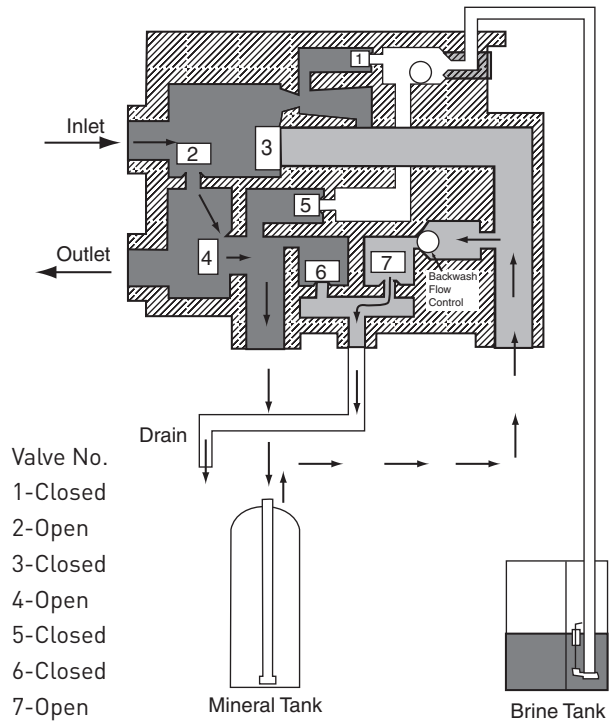 1
Inlet
2
3
5
Outlet
4
6
7
Backwash
Flow
Control
Drain
Valve No.
1-Closed
2-Open
3-Closed
4-Open
5-Closed
6-Closed
7-Open
Mineral Tank
Brine Tank